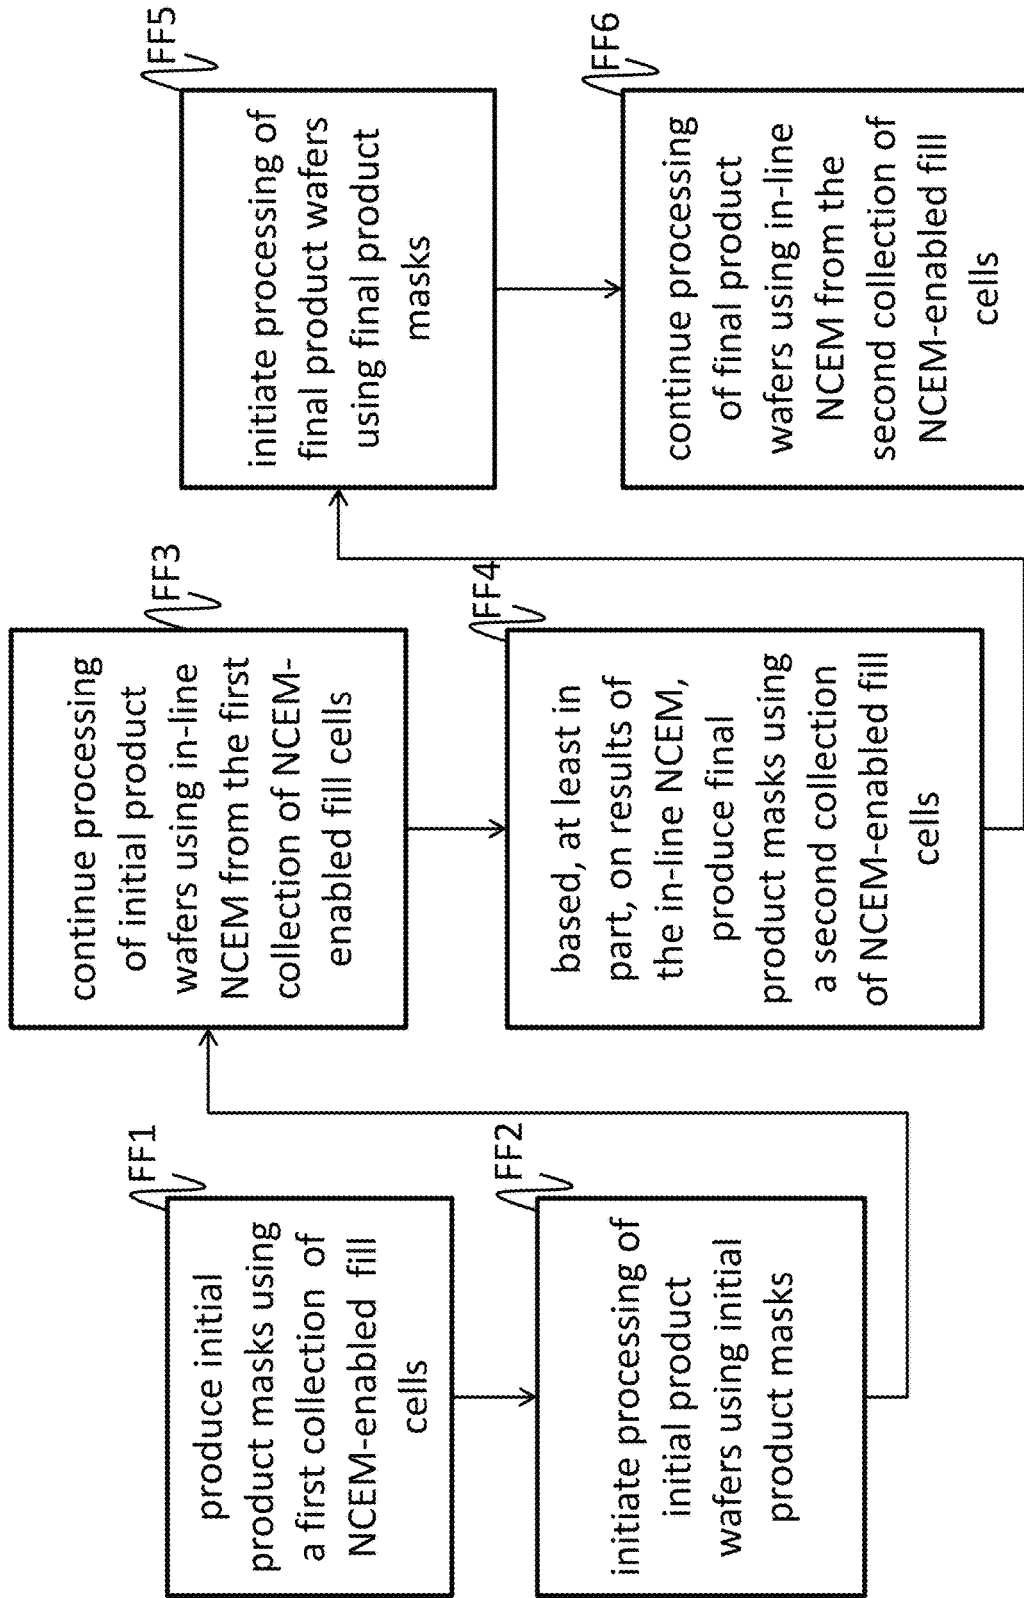 FF1
produce initial
product masks using
a first collection of
NCEM-enabled fill
cells
FF2
initiate processing of
initial product
wafers using initial
product masks
FF3
continue processing
of initial product
wafers using in-line
NCEM from the first
collection of NCEM-
enabled fill cells
FF4
based, at least in
part, on results of
the in-line NCEM,
produce final
product masks using
a second collection
of NCEM-enabled fill
cells
FF5
initiate processing of
final product wafers
using final product
masks
FF6
continue processing
of final product
wafers using in-line
NCEM from the
second collection of
NCEM-enabled fill
cells